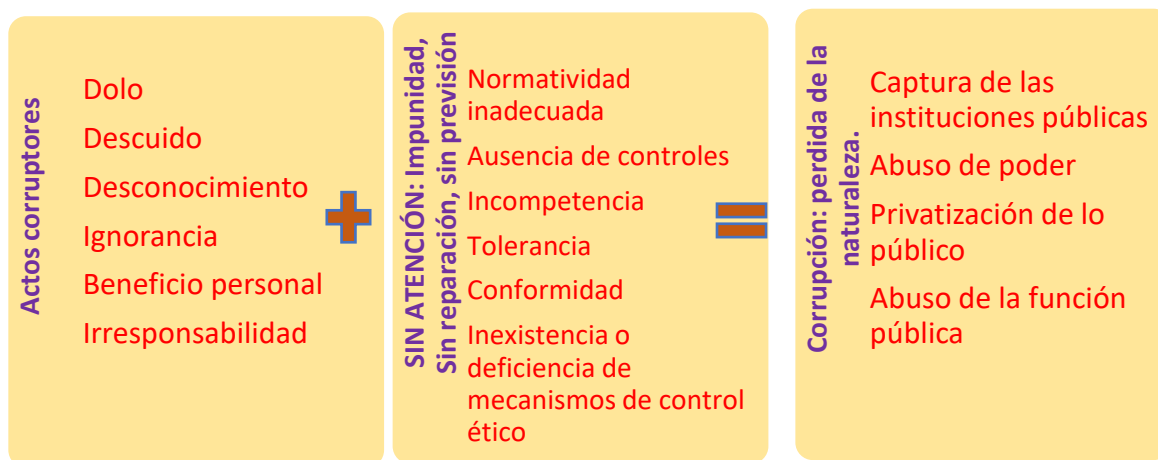 Actos corruptores
Dolo
Descuido
Desconocimiento
Ignorancia
Beneficio personal
Irresponsabilidad
SIN ATENCIÓN: Impunidad,
Sin reparación, sin previsión
Normatividad
inadecuada
Ausencia de controles
Incompetencia
Tolerancia
Conformidad
Inexistencia o
deficiencia de
mecanismos de control
ético
Corrupción: perdida de la
naturaleza.
Captura de las
instituciones públicas
Abuso de poder
Privatización de lo
público
Abuso de la función
pública